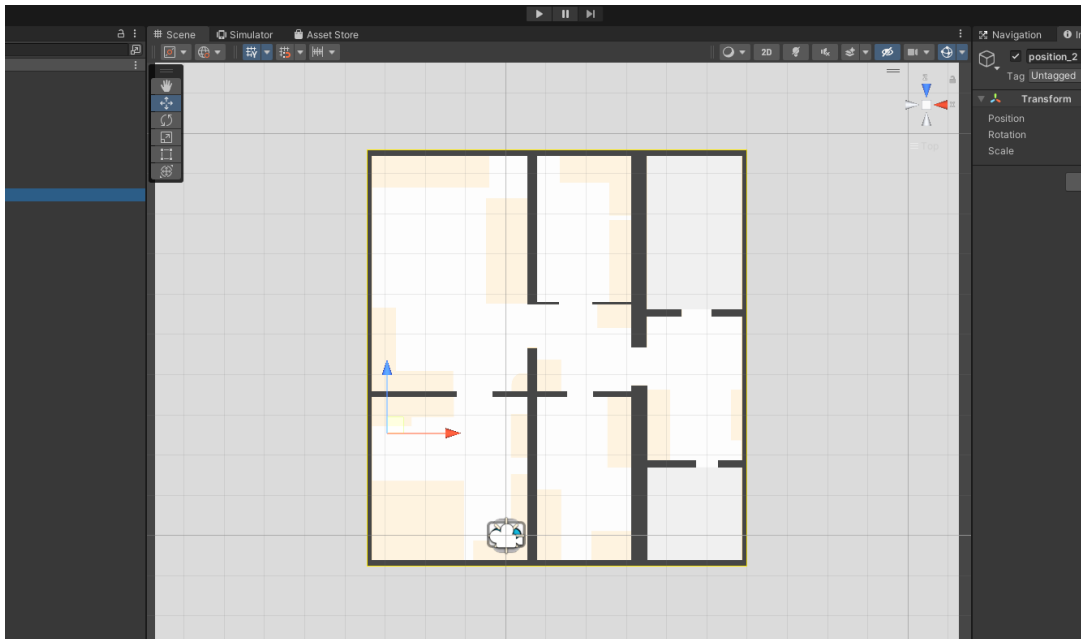 Scene Simulator Asset Store
Navigation
2D
position_2
Tag Untagged
Transform
Position
Rotation
Scale
Top